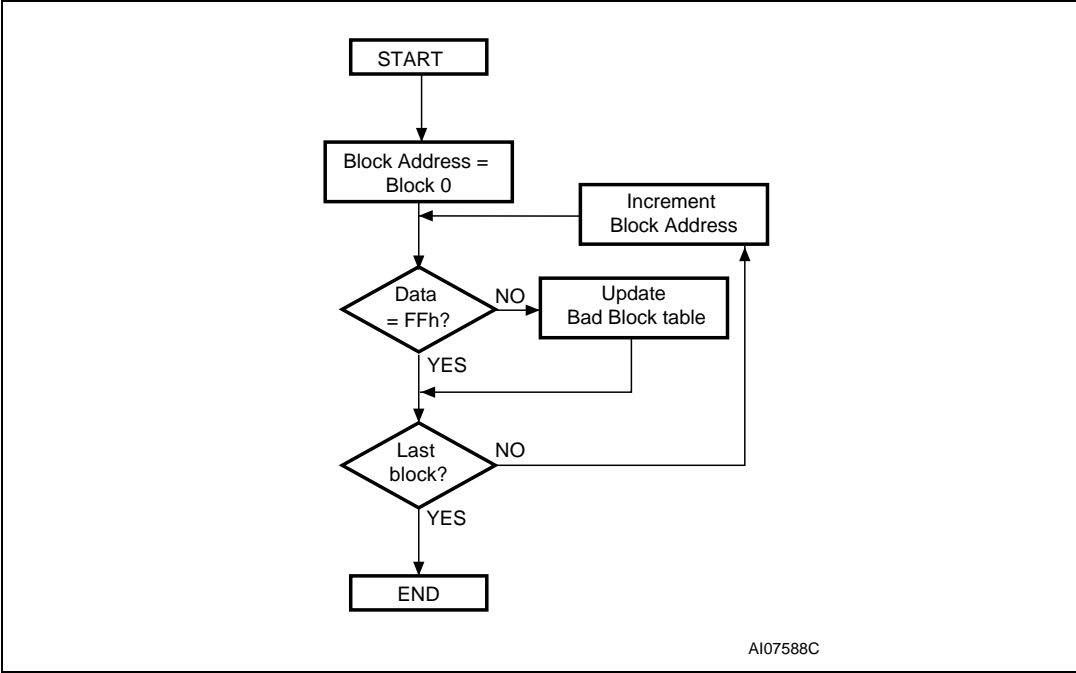 START
Block Address =
Block 0
Increment
Block Address
Data
= FFh?
NO
Update
Bad Block table
YES
Last
block?
NO
YES
END
AI07588C